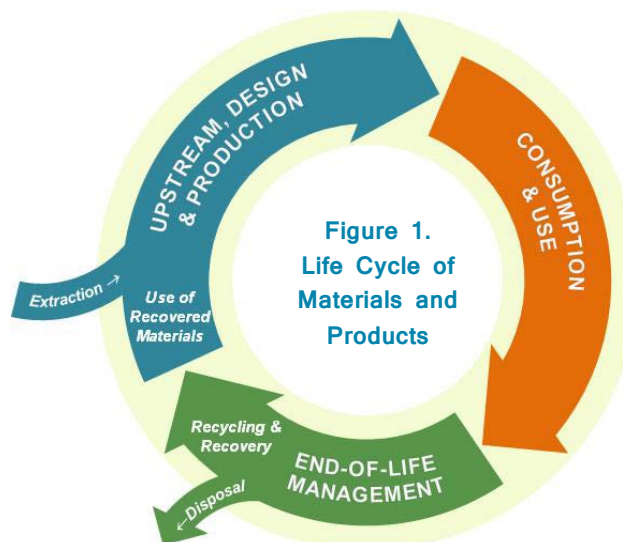 UPSTREAM, DESIGN
& PRODUCTION
CONSUMPTION
& USE
Figure 1.
Life Cycle of
Materials and
Products
Extraction →
Use of
Recovered
Materials
Recycling &
Recovery
END-OF-LIFE
MANAGEMENT
←Disposal